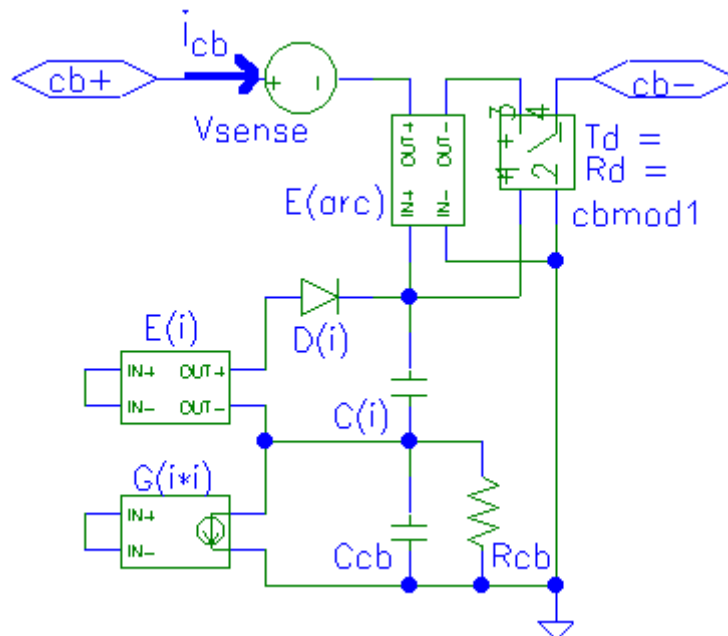 i cb
cb+
cb-
+ -
Vsense
OUT+ OUT-
IN+ IN-
E(arc)
3 4
+ -
1 2
Td =
Rd =
cbmod1
D(i)
E(i)
IN+ OUT+
IN- OUT-
C(i)
G(i*i)
IN+
IN-
Ccb
Rcb